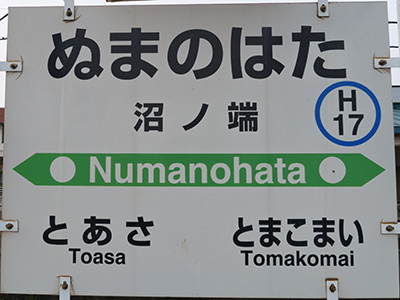 ぬまのはた
沼ノ端
H
17
Numanohata
とあさ
Toasa
とまこまい
Tomakomai